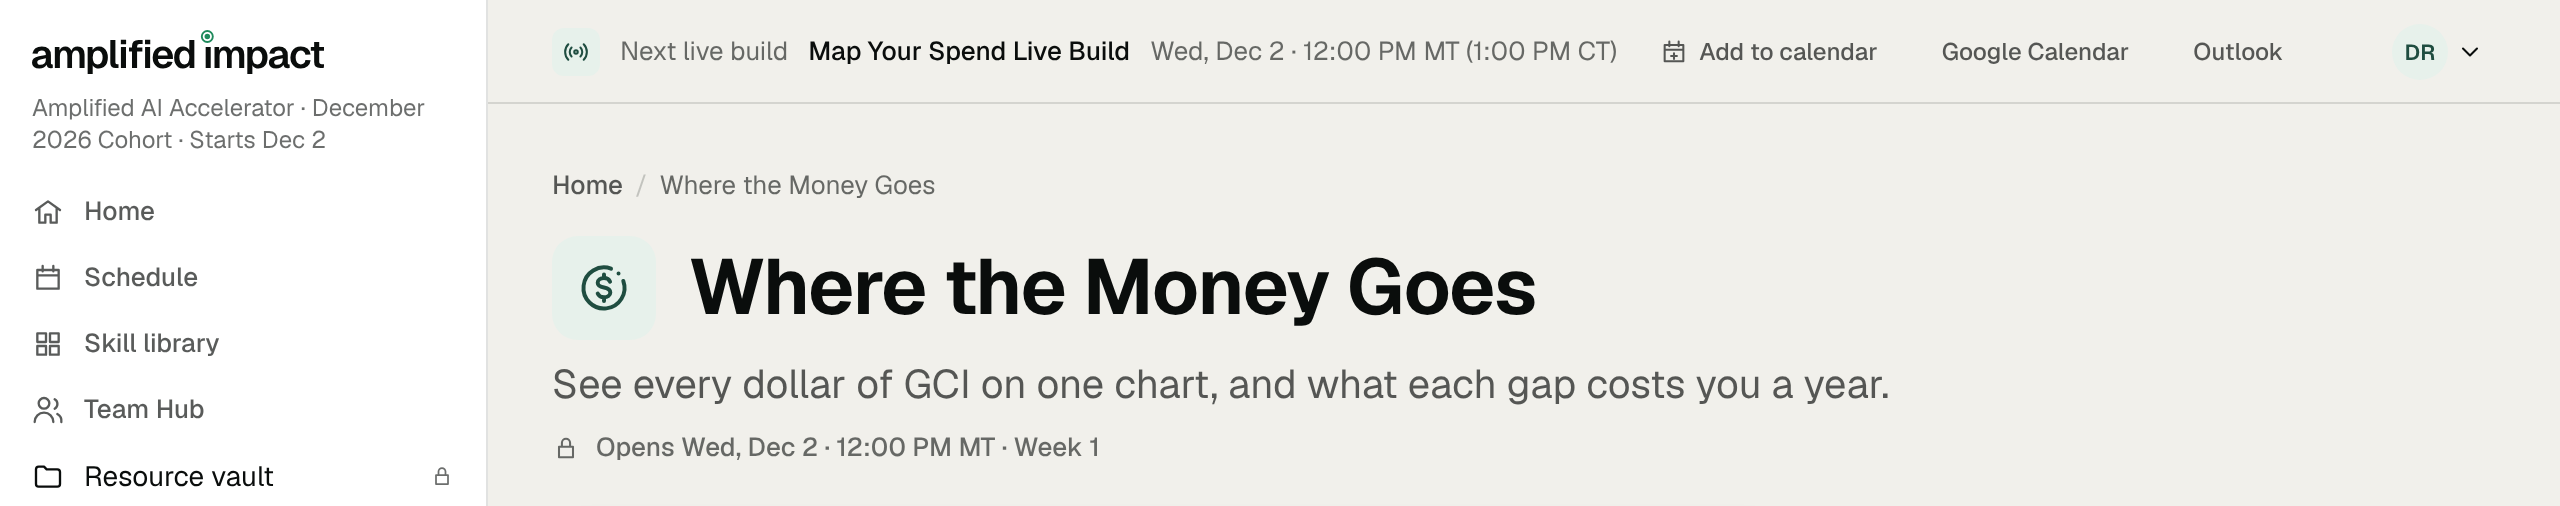 amplified impact
Amplified AI Accelerator · December
2026 Cohort · Starts Dec 2
Home
Schedule
Skill library
Team Hub
Resource vault
Next live build Map Your Spend Live Build Wed, Dec 2 · 12:00 PM MT (1:00 PM CT) Add to calendar Google Calendar Outlook DR
Home / Where the Money Goes
Where the Money Goes
See every dollar of GCI on one chart, and what each gap costs you a year.
Opens Wed, Dec 2 · 12:00 PM MT · Week 1